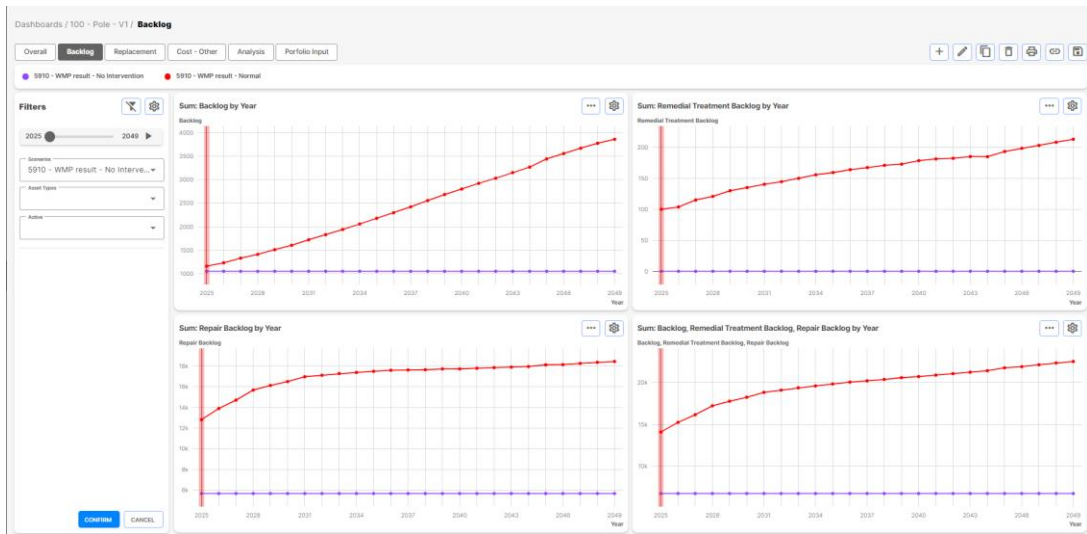 Dashboards / 100 - Pole - V1 / Backlog
Overall
Backlog
Replacement
Cost - Other
Analysis
Porfolio Input
5910 - WMP result - No Intervention
5910 - WMP result - Normal
Filters
2025
2049
Scenarios
5910 - WMP result - No Interve...
Asset Types
Active
CONFIRM
CANCEL
Sum: Backlog by Year
Backlog
4000
3500
3000
2500
2000
1500
1000
2025 2028 2031 2034 2037 2040 2043 2046 2049
Year
Sum: Remedial Treatment Backlog by Year
Remedial Treatment Backlog
200
150
100
50
0
2025 2028 2031 2034 2037 2040 2043 2046 2049
Year
Sum: Repair Backlog by Year
Repair Backlog
18k
16k
14k
12k
10k
8k
6k
2025 2028 2031 2034 2037 2040 2043 2046 2049
Year
Sum: Backlog, Remedial Treatment Backlog, Repair Backlog by Year
Backlog, Remedial Treatment Backlog, Repair Backlog
20k
15k
10k
2025 2028 2031 2034 2037 2040 2043 2046 2049
Year